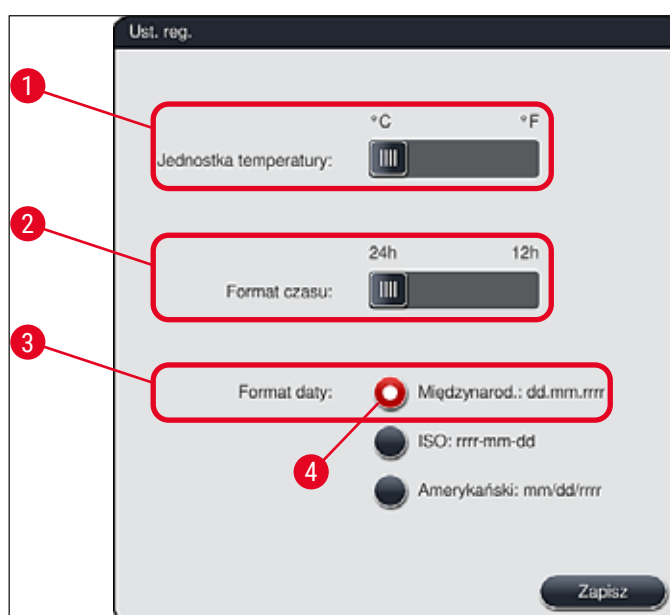 Ust. reg.
1
°C °F
Jednostka temperatury:
2
24h 12h
Format czasu:
3
Format daty: Międzynarod.: dd.mm.rrrr
4
ISO: rrrr-mm-dd
Amerykański: mm/dd/rrrr
Zapisz